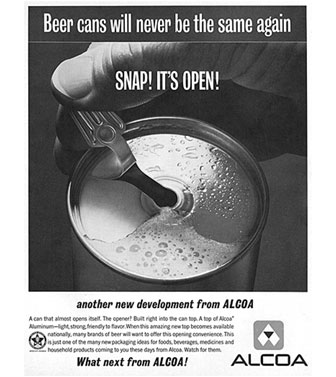 Beer cans will never be the same again
SNAP! IT'S OPEN!
another new development from ALCOA
A can that almost opens itself. The opener? Built right into the can top. A top of Alcoa®
Aluminum—light, strong, friendly to flavor. When this amazing new top becomes available
nationally, many brands of beer will want to offer this opening convenience. This
is just one of the many new packaging ideas for foods, beverages, medicines and
household products coming to you these days from Alcoa. Watch for them.
What next from ALCOA!
ALCOA